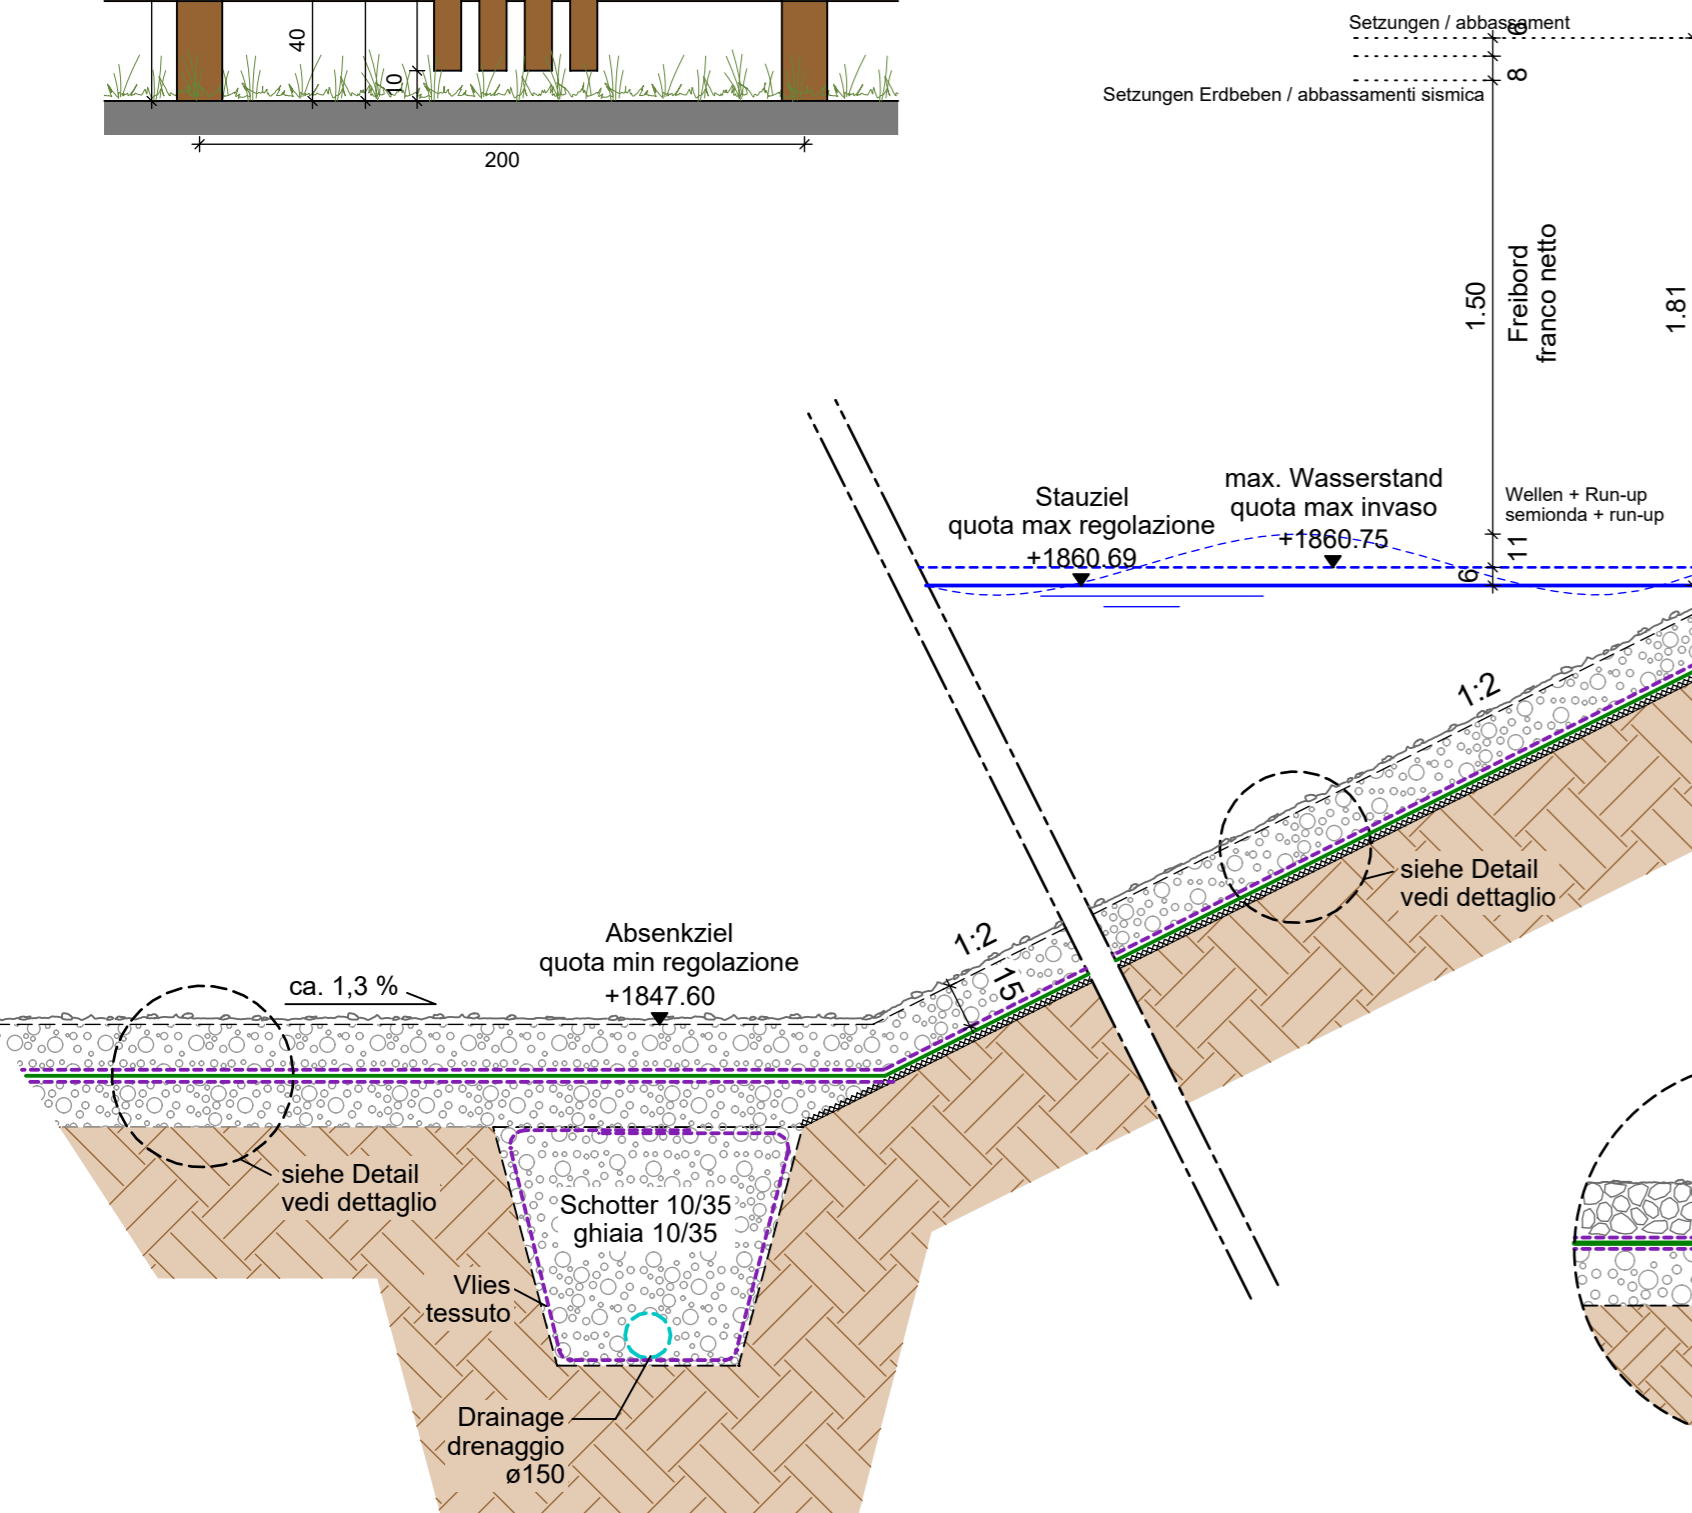 40
10
200
Setzungen / abbassament
6
8
Setzungen Erdbeben / abbassamenti sismica
1.50
Freibord
franco netto
1.81
Stauziel
quota max regolazione
+1860.69
max. Wasserstand
quota max invaso
+1860.75
Wellen + Run-up
semionda + run-up
11
6
1:2
siehe Detail
vedi dettaglio
Absenkziel
quota min regolazione
+1847.60
1:2
15
ca. 1,3 %
siehe Detail
vedi dettaglio
Schotter 10/35
ghiaia 10/35
Vlies
tessuto
Drainage
drenaggio
ø150